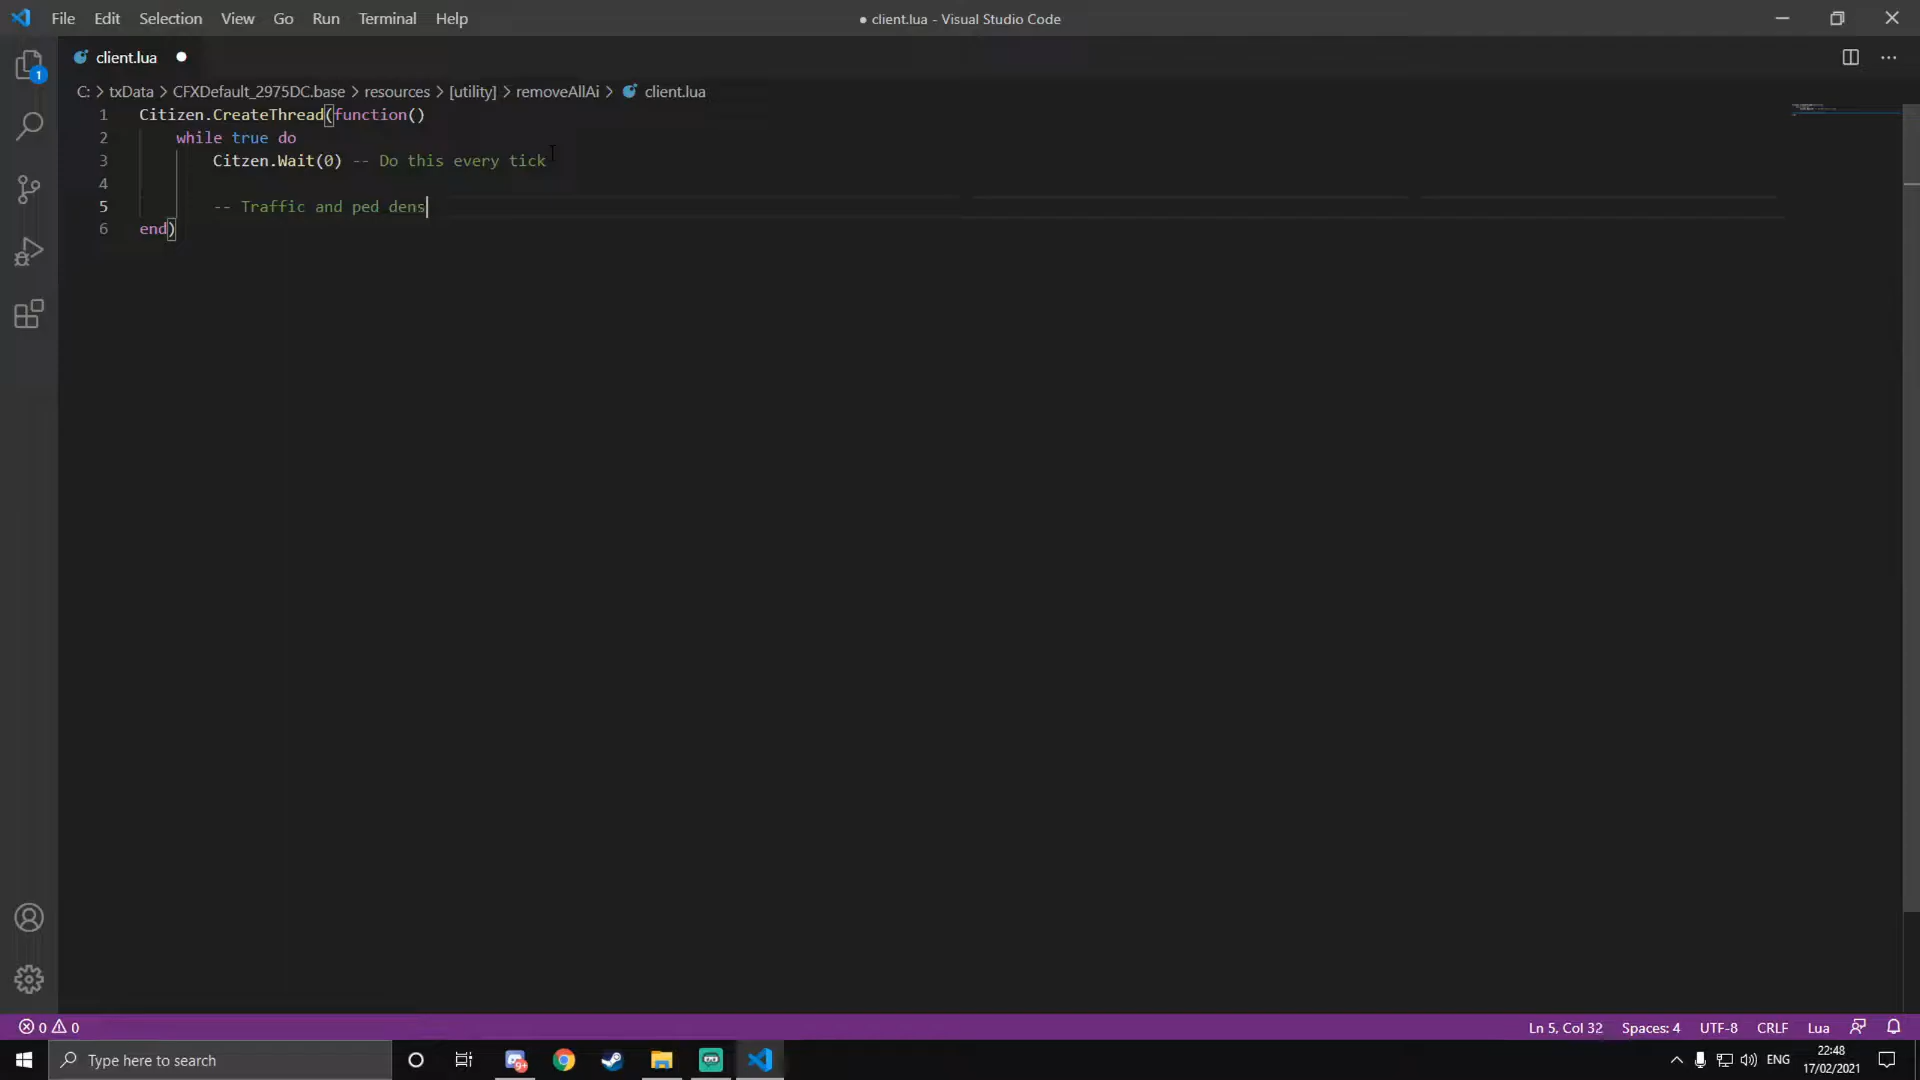 File Edit Selection View Go Run Terminal Help
● client.lua - Visual Studio Code
client.lua
C: > txData > CFXDefault_2975DC.base > resources > [utility] > removeAllAi > client.lua
1 Citizen.CreateThread(function()
2 while true do
3 Citzen.Wait(0) -- Do this every tick
4
5 -- Traffic and ped dens
6 end)
1
0 0
Ln 5, Col 32 Spaces: 4 UTF-8 CRLF Lua
Type here to search
9+
ENG
22:48
17/02/2021